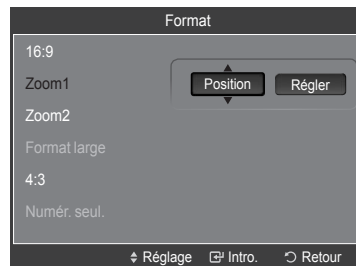 Format
16:9
Zoom1
Position Régler
Zoom2
Format large
4:3
Numér. seul.
Réglage Intro. Retour